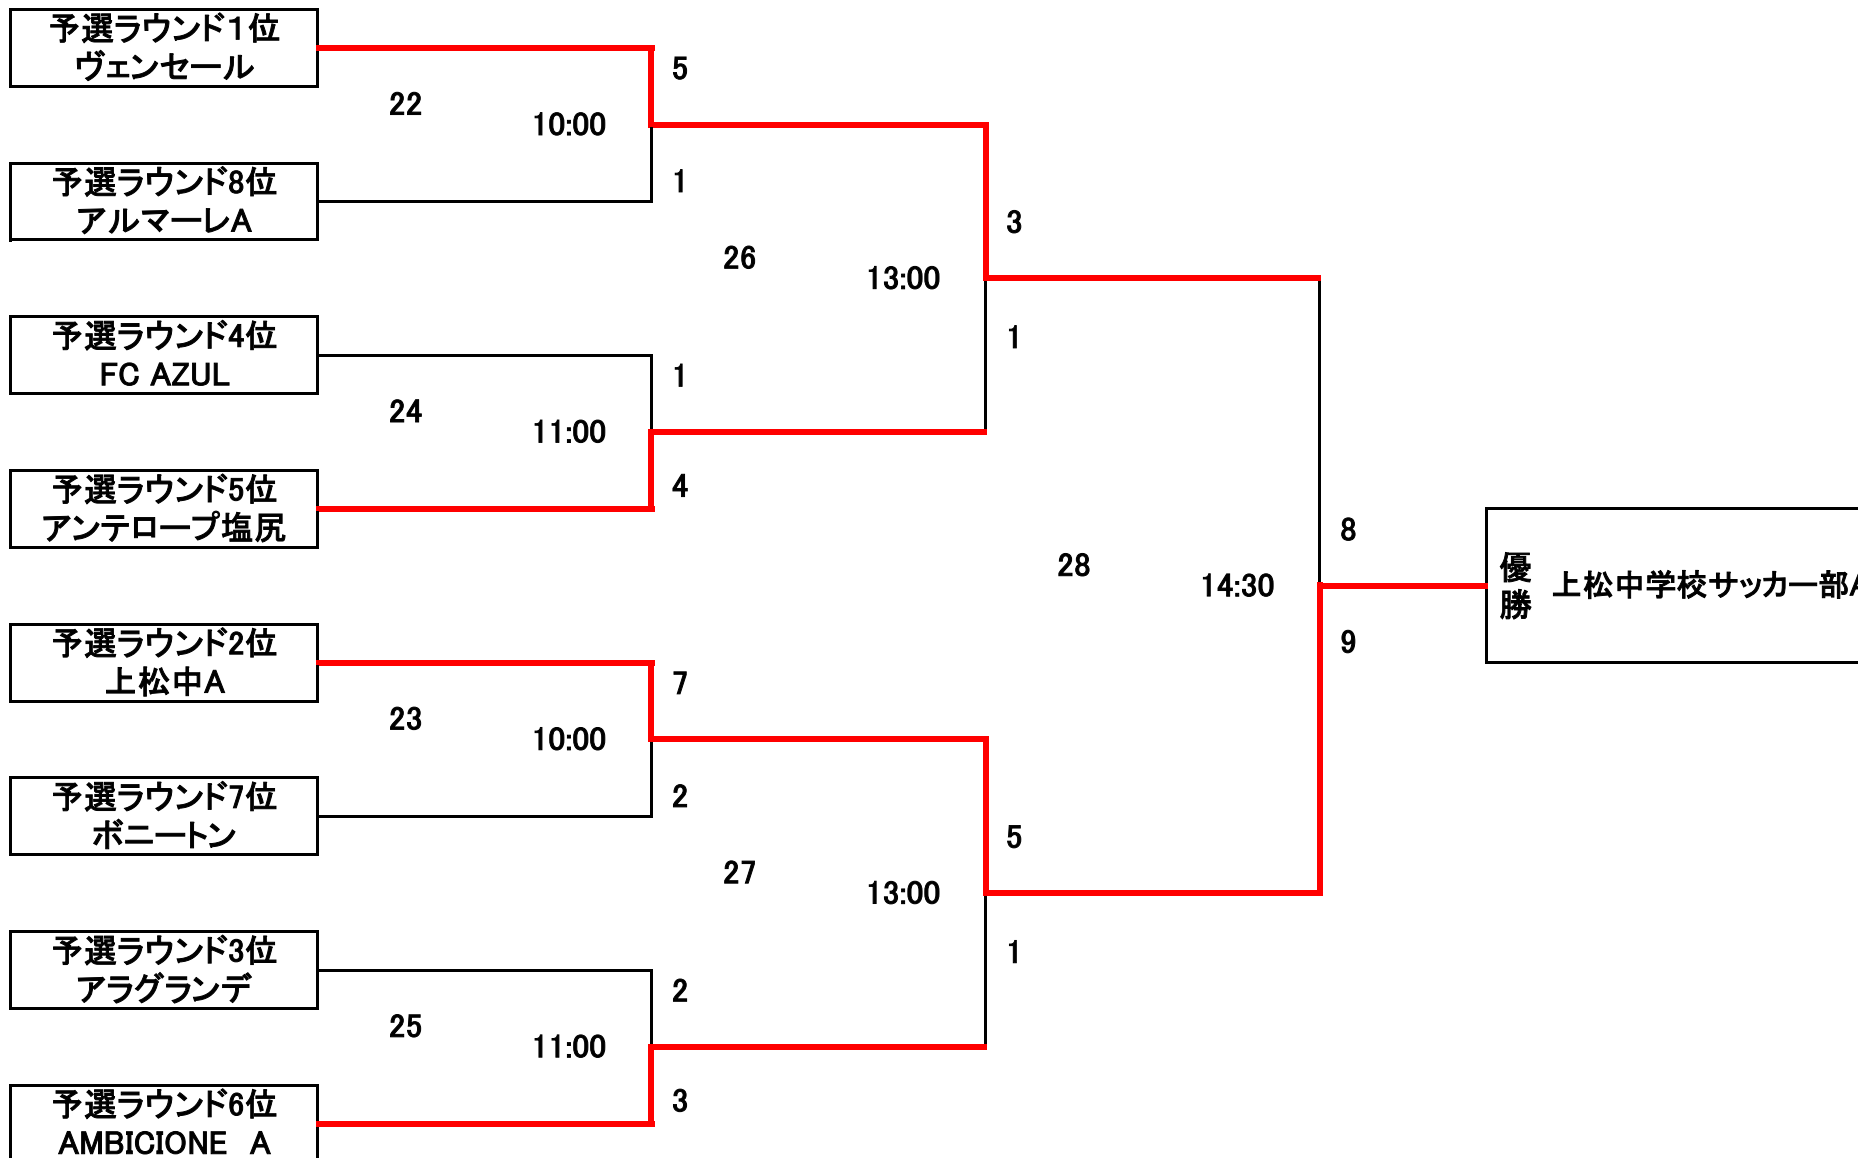 予選ラウンド１位
ヴェンセール
5
22
10:00
予選ラウンド8位
アルマーレA
1
3
26
13:00
予選ラウンド4位
FC AZUL
1
1
24
11:00
予選ラウンド5位
アンテロープ塩尻
4
8
28
14:30
優勝
上松中学校サッカー部A
9
予選ラウンド2位
上松中A
7
23
10:00
予選ラウンド7位
ボニートン
2
5
27
13:00
予選ラウンド3位
アラグランデ
2
1
25
11:00
予選ラウンド6位
AMBICIONE　A
3